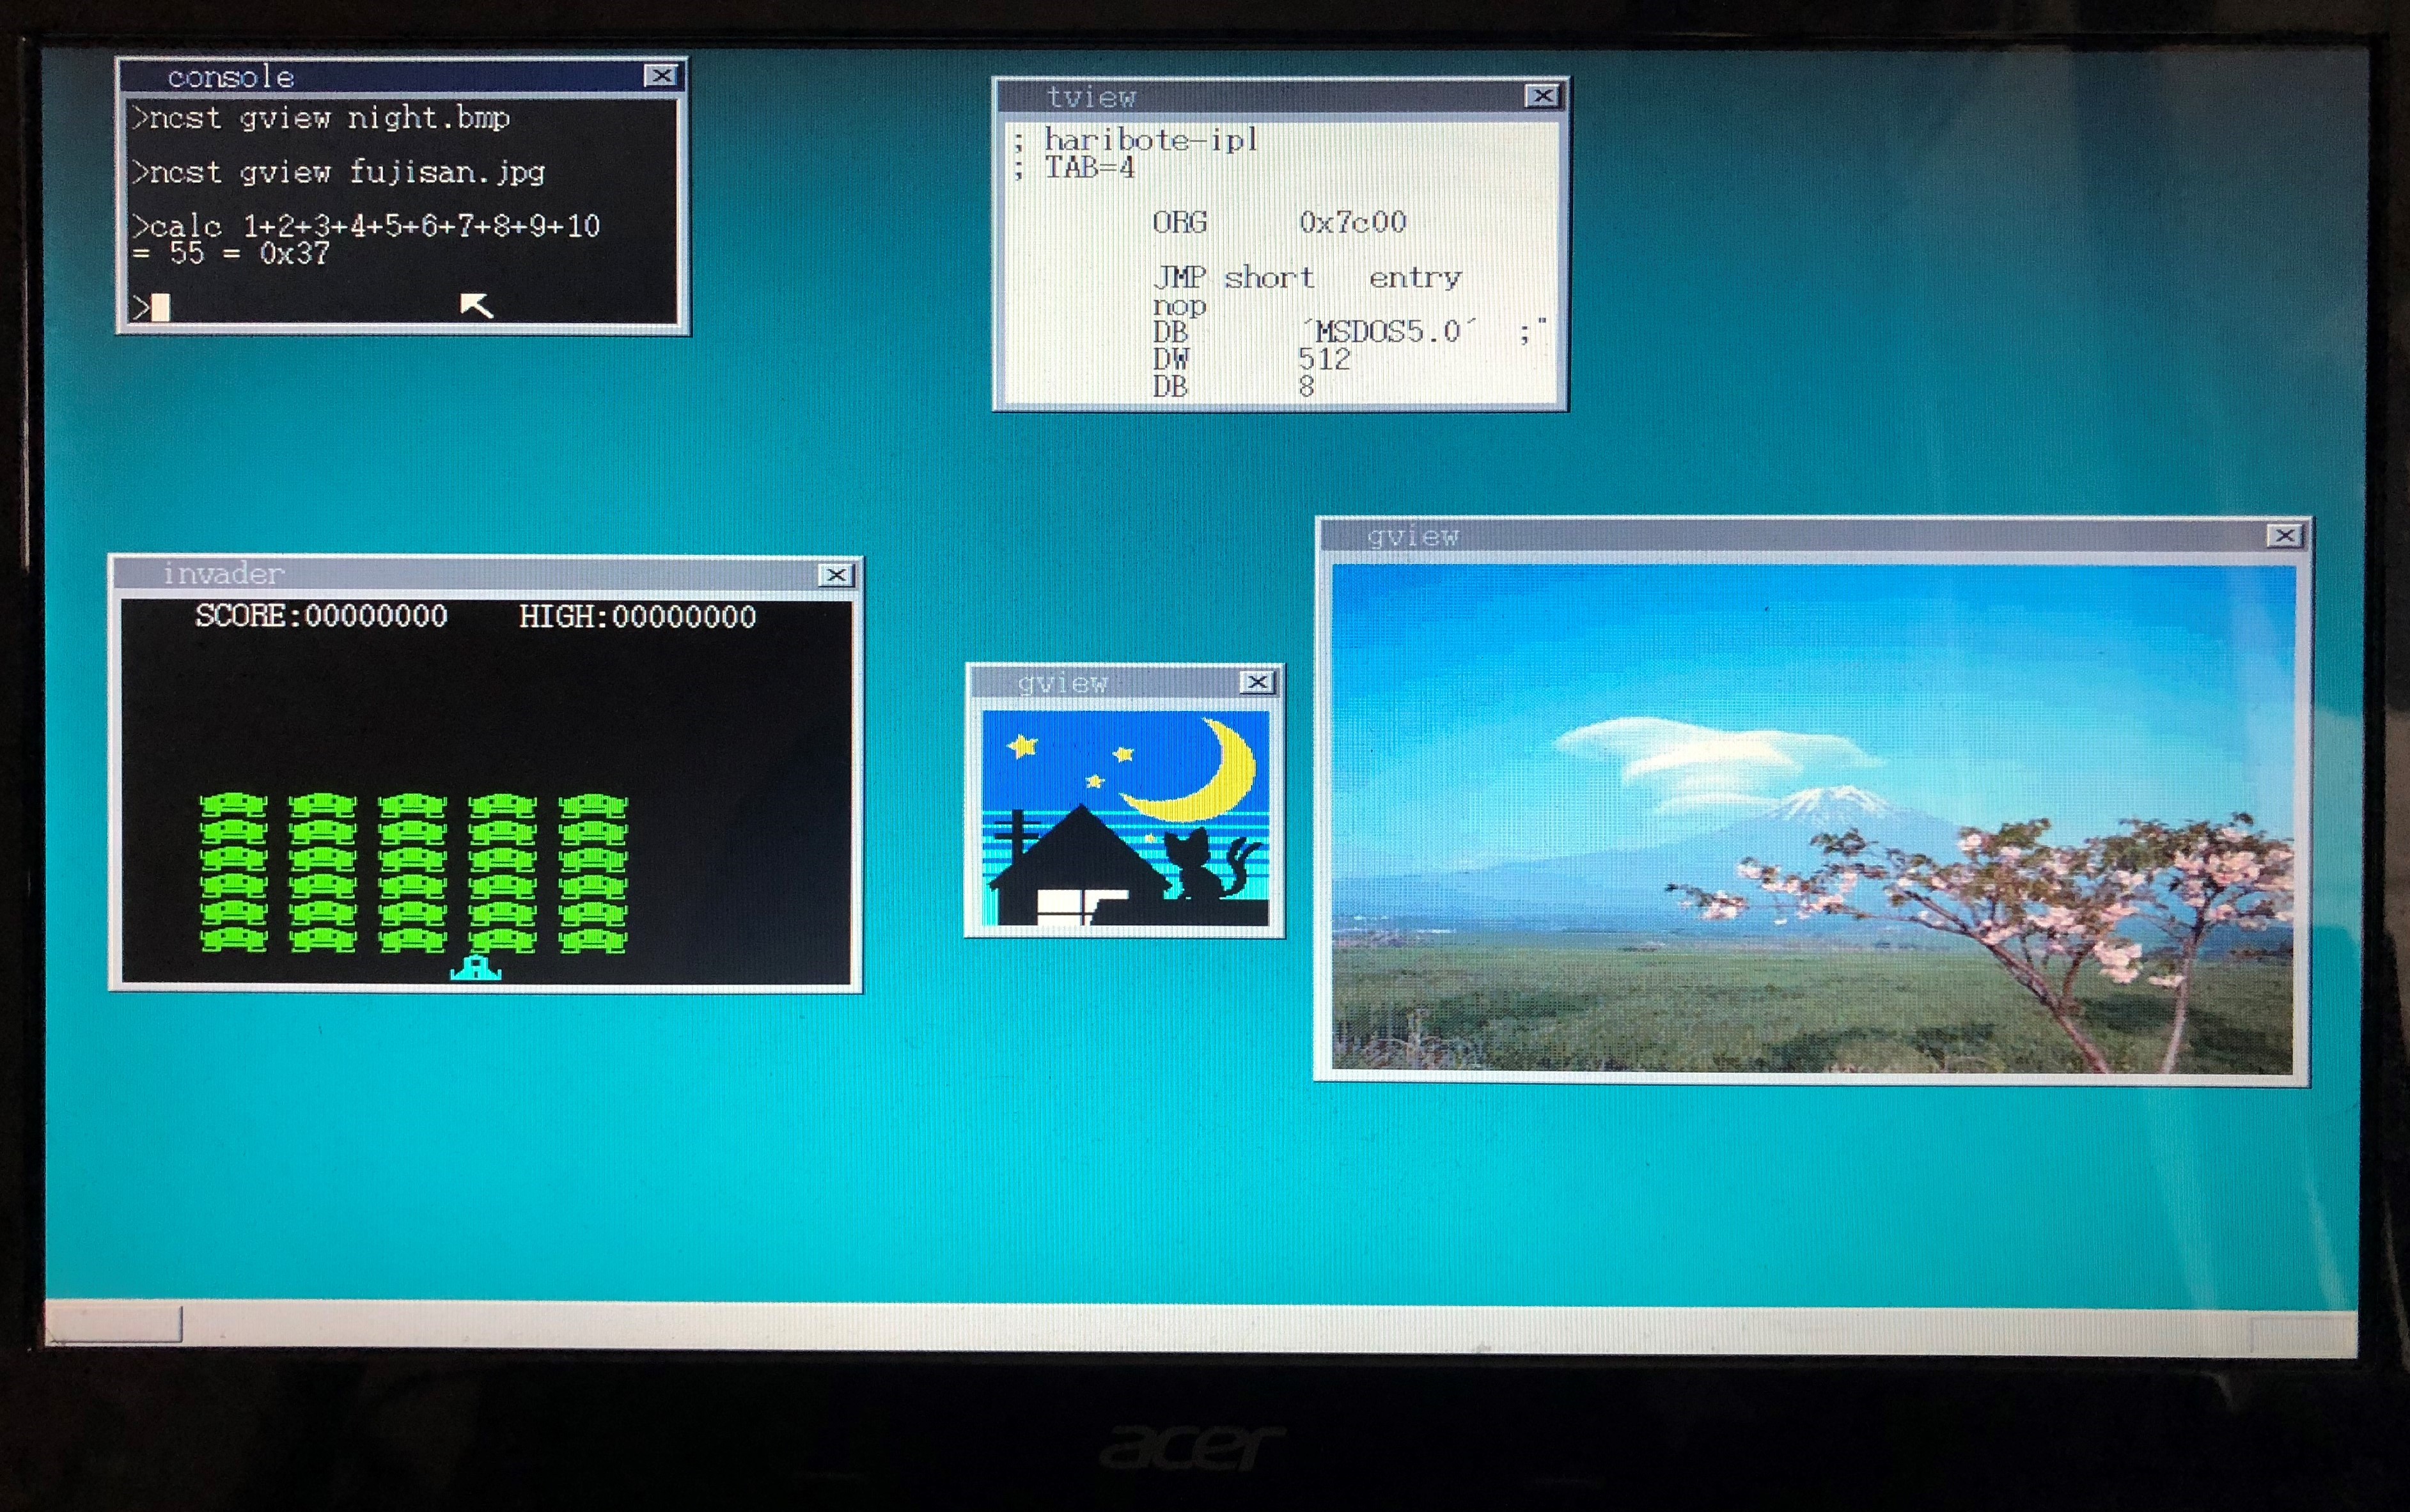 console
>ncst gview night.bmp
>ncst gview fujisan.jpg
>calc 1+2+3+4+5+6+7+8+9+10
= 55 = 0x37
>
tview
; haribote-ipl
; TAB=4
ORG 0x7c00
JMP short entry
nop
DB ´MSDOS5.0´ ;"
DW 512
DB 8
invader
SCORE:00000000 HIGH:00000000
gview
gview
acer